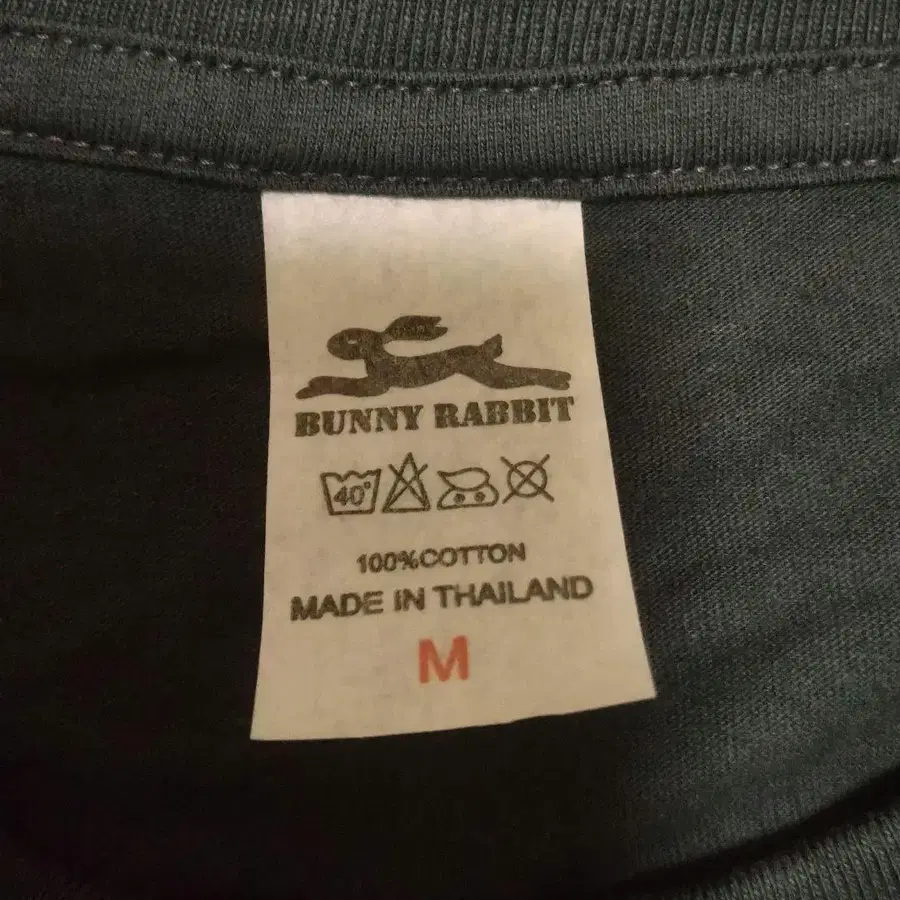 BUNNY RABBIT
40°
100%COTTON
MADE IN THAILAND
M